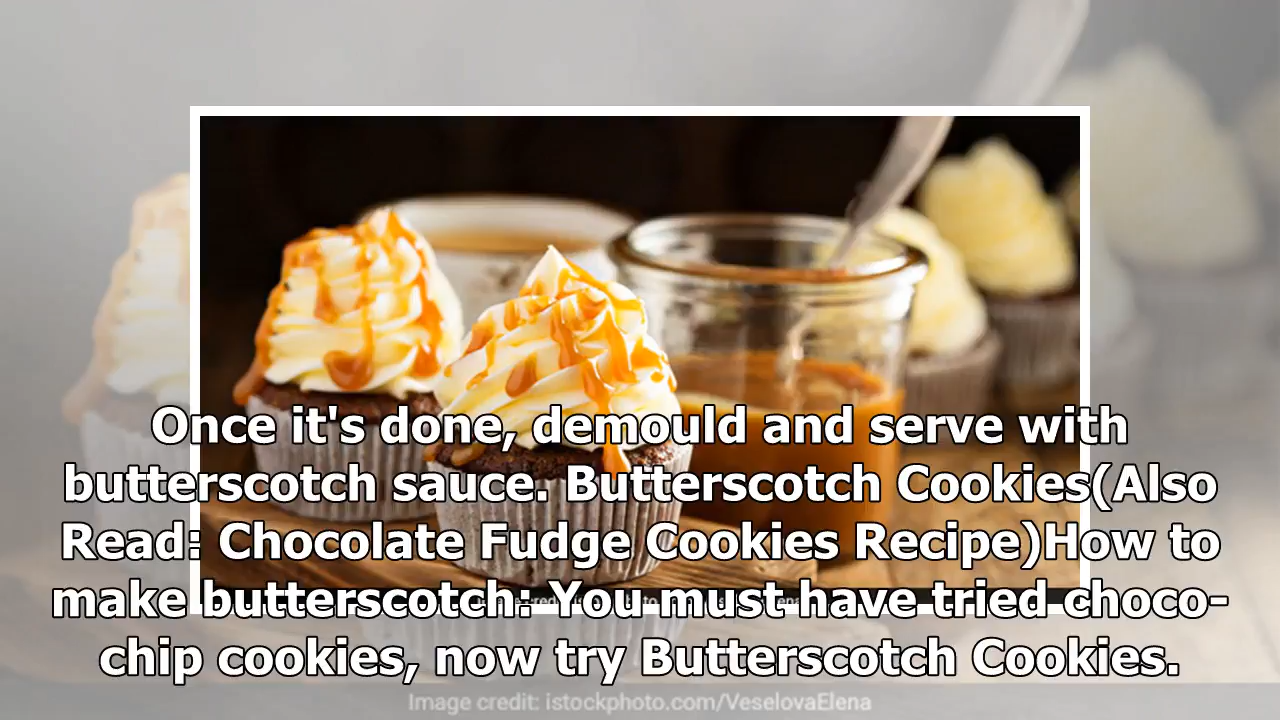 Once it's done, demould and serve with
butterscotch sauce. Butterscotch Cookies(Also
Read: Chocolate Fudge Cookies Recipe)How to
make butterscotch: You must have tried choco-
chip cookies, now try Butterscotch Cookies.
Image credit: istockphoto.com/VeselovaElena